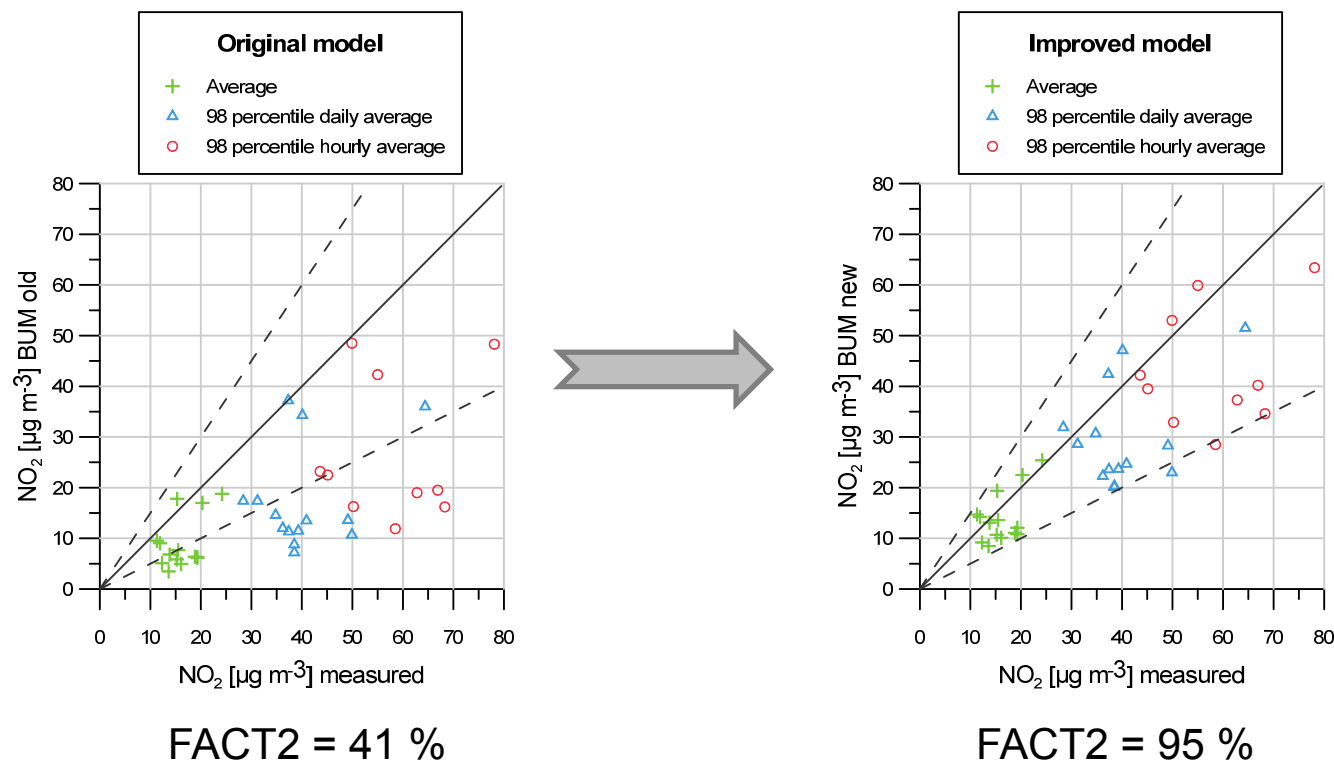 Original model
Average
98 percentile daily average
98 percentile hourly average
80
70
60
50
40
30
20
10
0
NO₂ [µg m⁻³] BUM old
0 10 20 30 40 50 60 70 80
NO₂ [µg m⁻³] measured
FACT2 = 41 %
Improved model
Average
98 percentile daily average
98 percentile hourly average
80
70
60
50
40
30
20
10
0
NO₂ [µg m⁻³] BUM new
0 10 20 30 40 50 60 70 80
NO₂ [µg m⁻³] measured
FACT2 = 95 %